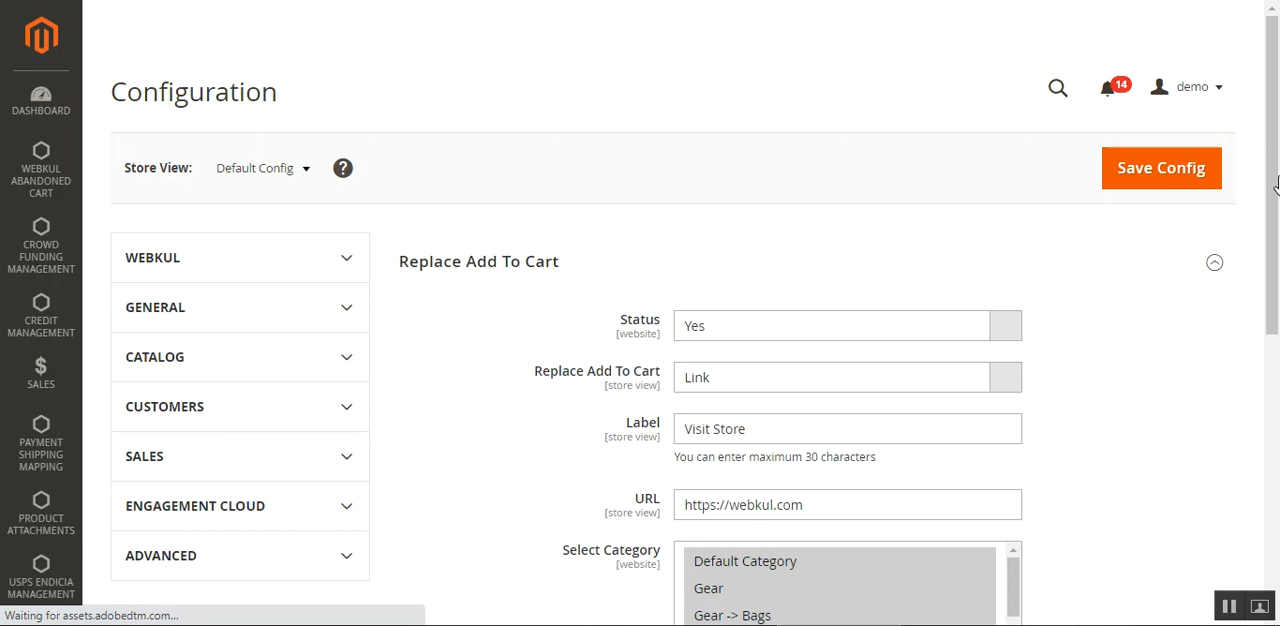 Configuration
14
demo
Store View:
Default Config
?
Save Config
DASHBOARD
WEBKUL
ABANDONED
CART
CROWD
FUNDING
MANAGEMENT
CREDIT
MANAGEMENT
$
SALES
PAYMENT
SHIPPING
MAPPING
PRODUCT
ATTACHMENTS
USPS ENDICIA
MANAGEMENT
WEBKUL
GENERAL
CATALOG
CUSTOMERS
SALES
ENGAGEMENT CLOUD
ADVANCED
Replace Add To Cart
Status
[website]
Yes
Replace Add To Cart
[store view]
Link
Label
[store view]
Visit Store
You can enter maximum 30 characters
URL
[store view]
https://webkul.com
Select Category
[website]
Default Category
Gear
Gear -> Bags
Waiting for assets.adobedtm.com...